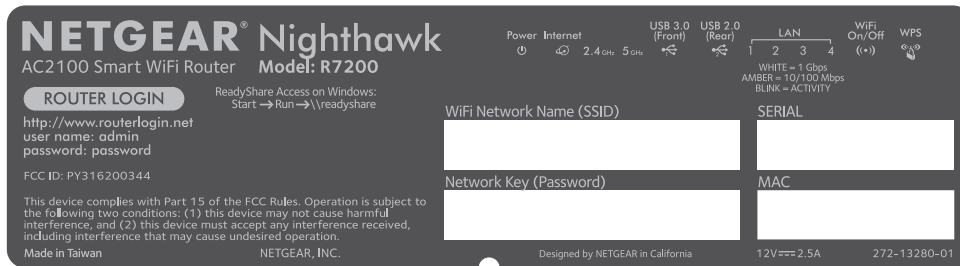 NETGEAR® Nighthawk
AC2100 Smart WiFi Router Model: R7200
ROUTER LOGIN
http://www.routerlogin.net
user name: admin
password: password
ReadyShare Access on Windows:
Start → Run → \\readyshare
FCC ID: PY316200344
This device complies with Part 15 of the FCC Rules. Operation is subject to
the following two conditions: (1) this device may not cause harmful
interference, and (2) this device must accept any interference received,
including interference that may cause undesired operation.
Made in Taiwan
NETGEAR, INC.
Power Internet
2.4 GHz 5 GHz
USB 3.0
(Front)
USB 2.0
(Rear)
LAN
1 2 3 4
WHITE = 1 Gbps
AMBER = 10/100 Mbps
BLINK = ACTIVITY
WiFi
On/Off
WPS
WiFi Network Name (SSID)
SERIAL
Network Key (Password)
MAC
Designed by NETGEAR in California
12V⎓2.5A
272-13280-01